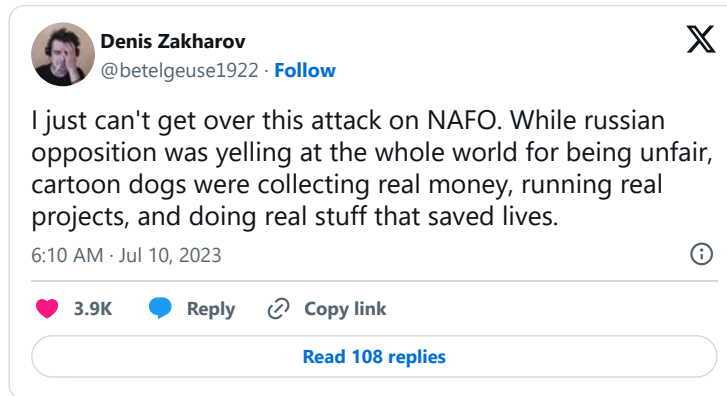 Denis Zakharov
@betelgeuse1922 · Follow
I just can't get over this attack on NAFO. While russian
opposition was yelling at the whole world for being unfair,
cartoon dogs were collecting real money, running real
projects, and doing real stuff that saved lives.
6:10 AM · Jul 10, 2023
3.9K Reply Copy link
Read 108 replies